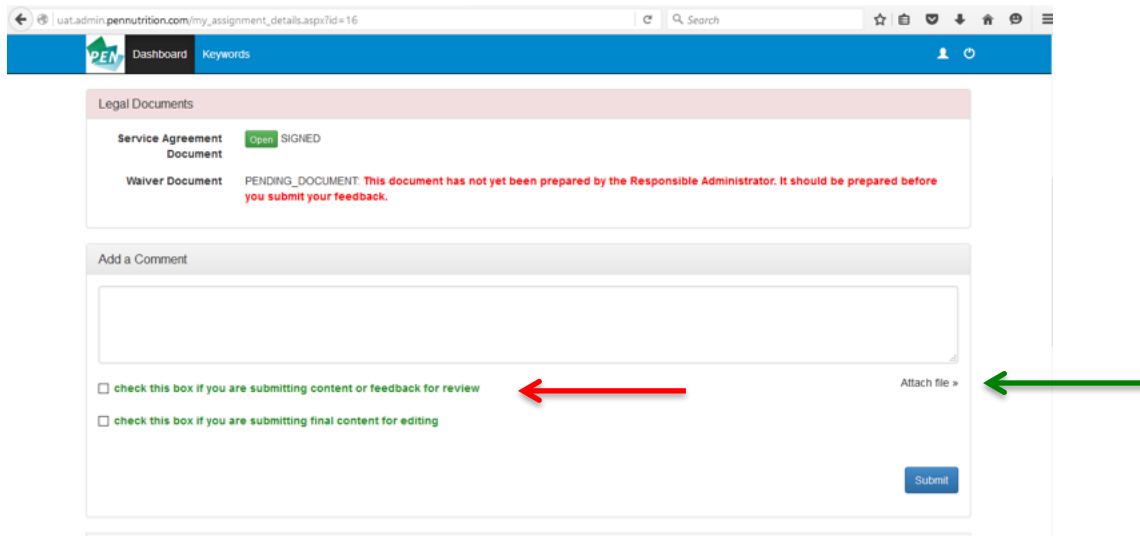 uat.admin.pennutrition.com/my_assignment_details.aspx?id=16
Search
PEN
Dashboard
Keywords
Legal Documents
Service Agreement
Document
Open SIGNED
Waiver Document
PENDING_DOCUMENT: This document has not yet been prepared by the Responsible Administrator. It should be prepared before
you submit your feedback.
Add a Comment
check this box if you are submitting content or feedback for review
Attach file »
check this box if you are submitting final content for editing
Submit